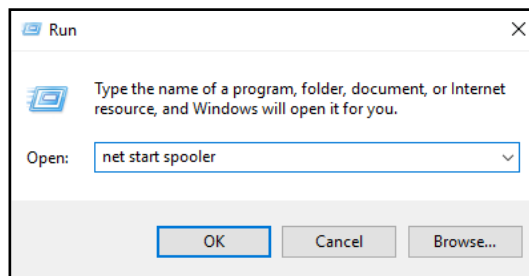 Run
Type the name of a program, folder, document, or Internet
resource, and Windows will open it for you.
Open: net start spooler
OK Cancel Browse...